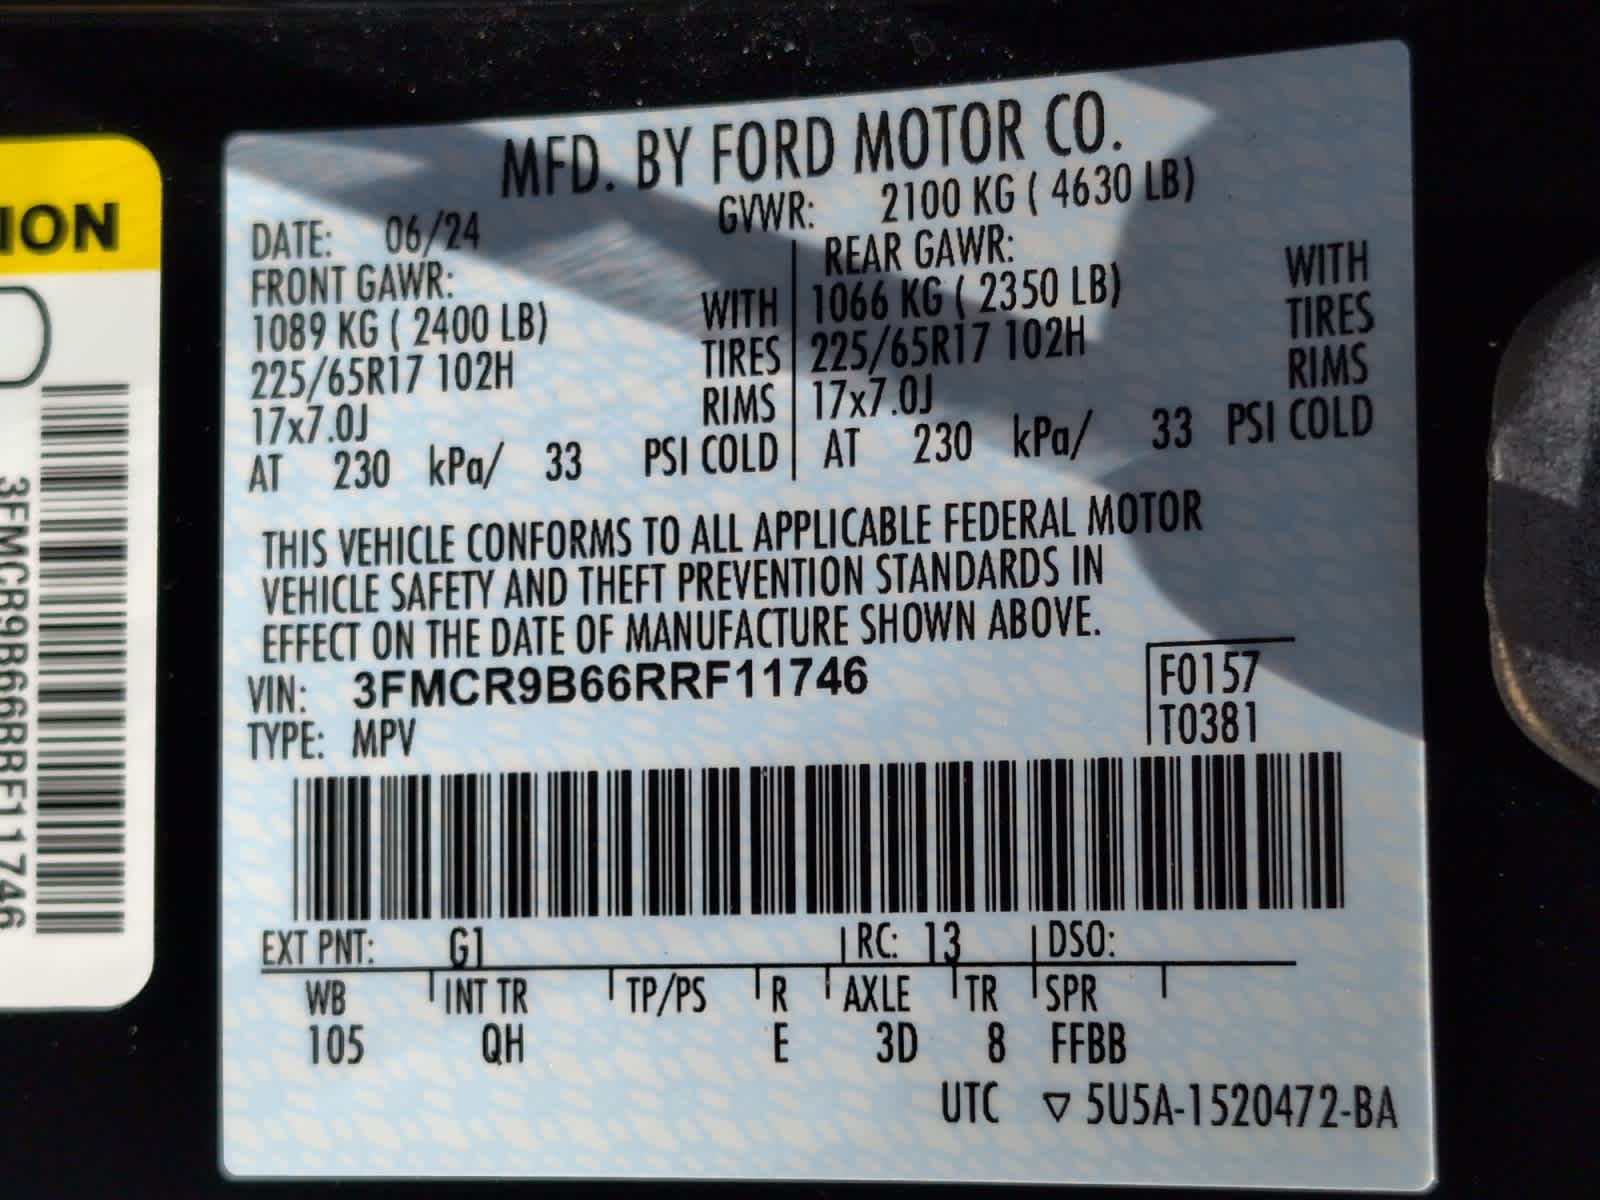 ION
3FMCR9B66RRF11746
MFD. BY FORD MOTOR CO.
DATE: 06/24 GVWR: 2100 KG ( 4630 LB)
FRONT GAWR: REAR GAWR:
1089 KG ( 2400 LB) WITH 1066 KG ( 2350 LB) WITH
225/65R17 102H TIRES 225/65R17 102H TIRES
17x7.0J RIMS 17x7.0J RIMS
AT 230 kPa/ 33 PSI COLD AT 230 kPa/ 33 PSI COLD
THIS VEHICLE CONFORMS TO ALL APPLICABLE FEDERAL MOTOR
VEHICLE SAFETY AND THEFT PREVENTION STANDARDS IN
EFFECT ON THE DATE OF MANUFACTURE SHOWN ABOVE.
VIN: 3FMCR9B66RRF11746 F0157
TYPE: MPV T0381
EXT PNT: G1 RC: 13 DSO:
WB INT TR TP/PS R AXLE TR SPR
105 QH E 3D 8 FFBB
UTC ▽ 5U5A-1520472-BA